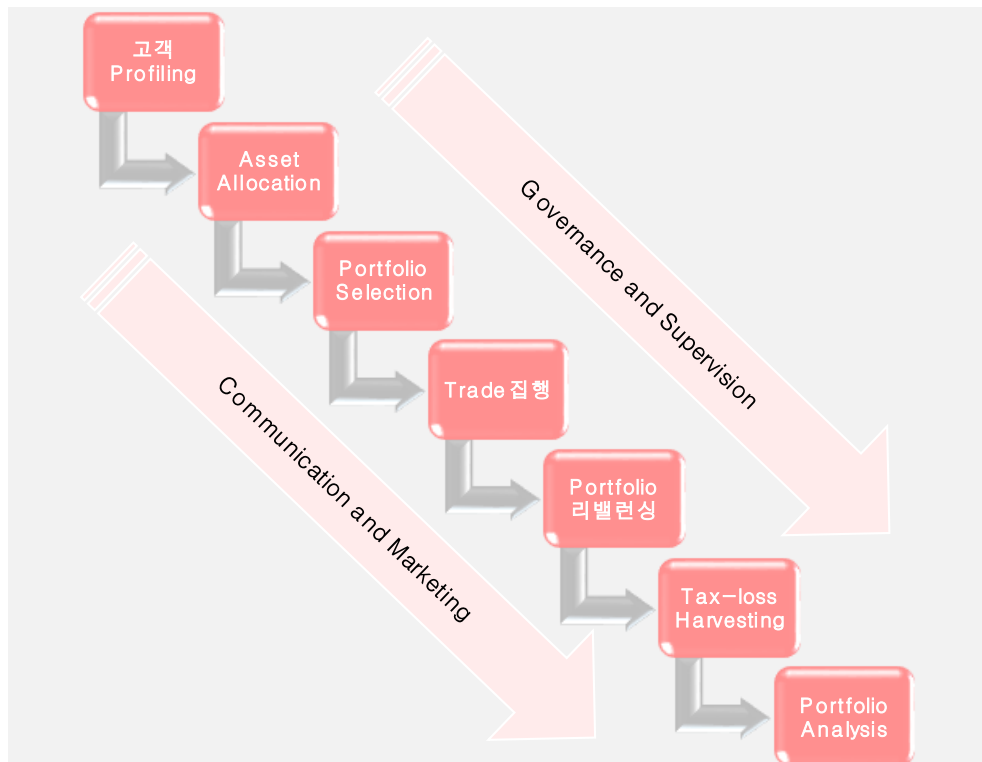 고객
Profiling
Asset
Allocation
Portfolio
Selection
Trade 집행
Portfolio
리밸런싱
Tax-loss
Harvesting
Portfolio
Analysis
Governance and Supervision
Communication and Marketing